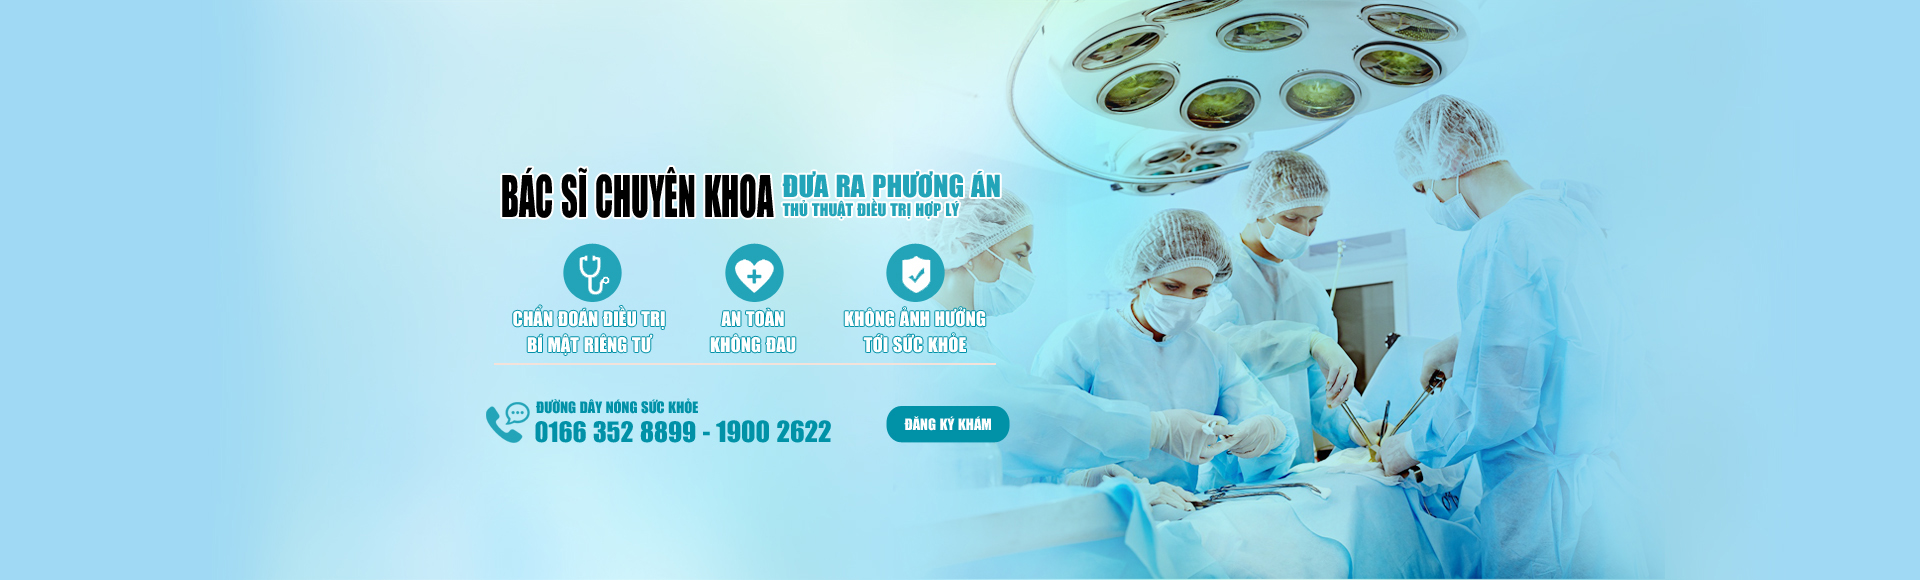 BÁC SĨ CHUYÊN KHOA
ĐƯA RA PHƯƠNG ÁN
THỦ THUẬT ĐIỀU TRỊ HỢP LÝ
CHẨN ĐOÁN ĐIỀU TRỊ
BÍ MẬT RIÊNG TƯ
AN TOÀN
KHÔNG ĐAU
KHÔNG ẢNH HƯỞNG
TỚI SỨC KHỎE
ĐƯỜNG DÂY NÓNG SỨC KHỎE
0166 352 8899 - 1900 2622
ĐĂNG KÝ KHÁM